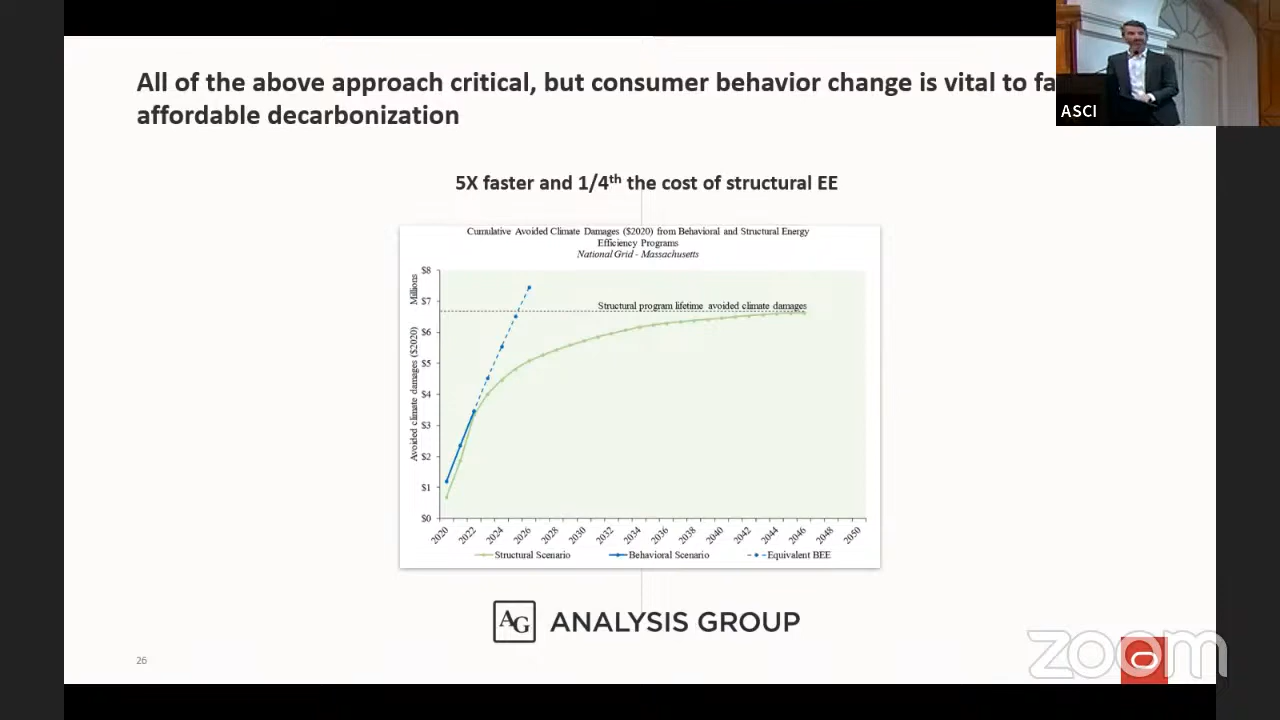 All of the above approach critical, but consumer behavior change is vital to fa
affordable decarbonization
ASCI
5X faster and 1/4th the cost of structural EE
Cumulative Avoided Climate Damages ($2020) from Behavioral and Structural Energy
Efficiency Programs
National Grid - Massachusetts
Avoided climate damages ($2020) Millions
$8
$7
$6
$5
$4
$3
$2
$1
$0
Structural program lifetime avoided climate damages
2020 2022 2024 2026 2028 2030 2032 2034 2036 2038 2040 2042 2044 2046 2048 2050
Structural Scenario Behavioral Scenario Equivalent BEE
AG ANALYSIS GROUP
26
zoom